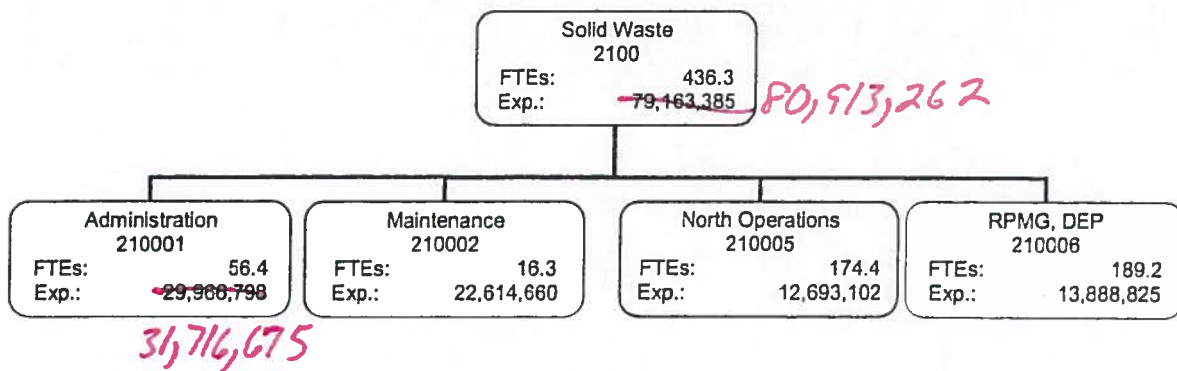 Solid Waste
2100
FTEs: 436.3
Exp.: 79,163,385 80,913,262
Administration
210001
FTEs: 56.4
Exp.: 29,966,798
31,716,675
Maintenance
210002
FTEs: 16.3
Exp.: 22,614,660
North Operations
210005
FTEs: 174.4
Exp.: 12,693,102
RPMG, DEP
210006
FTEs: 189.2
Exp.: 13,888,825